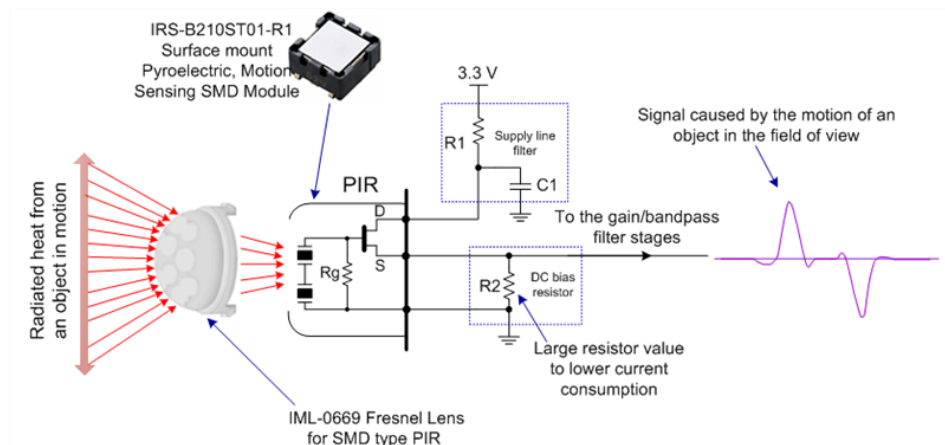 IRS-B210ST01-R1
Surface mount
Pyroelectric, Motion
Sensing SMD Module
3.3 V
R1
Supply line
filter
C1
Signal caused by the motion of an
object in the field of view
Radiated heat from
an object in motion
PIR
D
S
Rg
To the gain/bandpass
filter stages
R2
DC bias
resistor
Large resistor value
to lower current
consumption
IML-0669 Fresnel Lens
for SMD type PIR